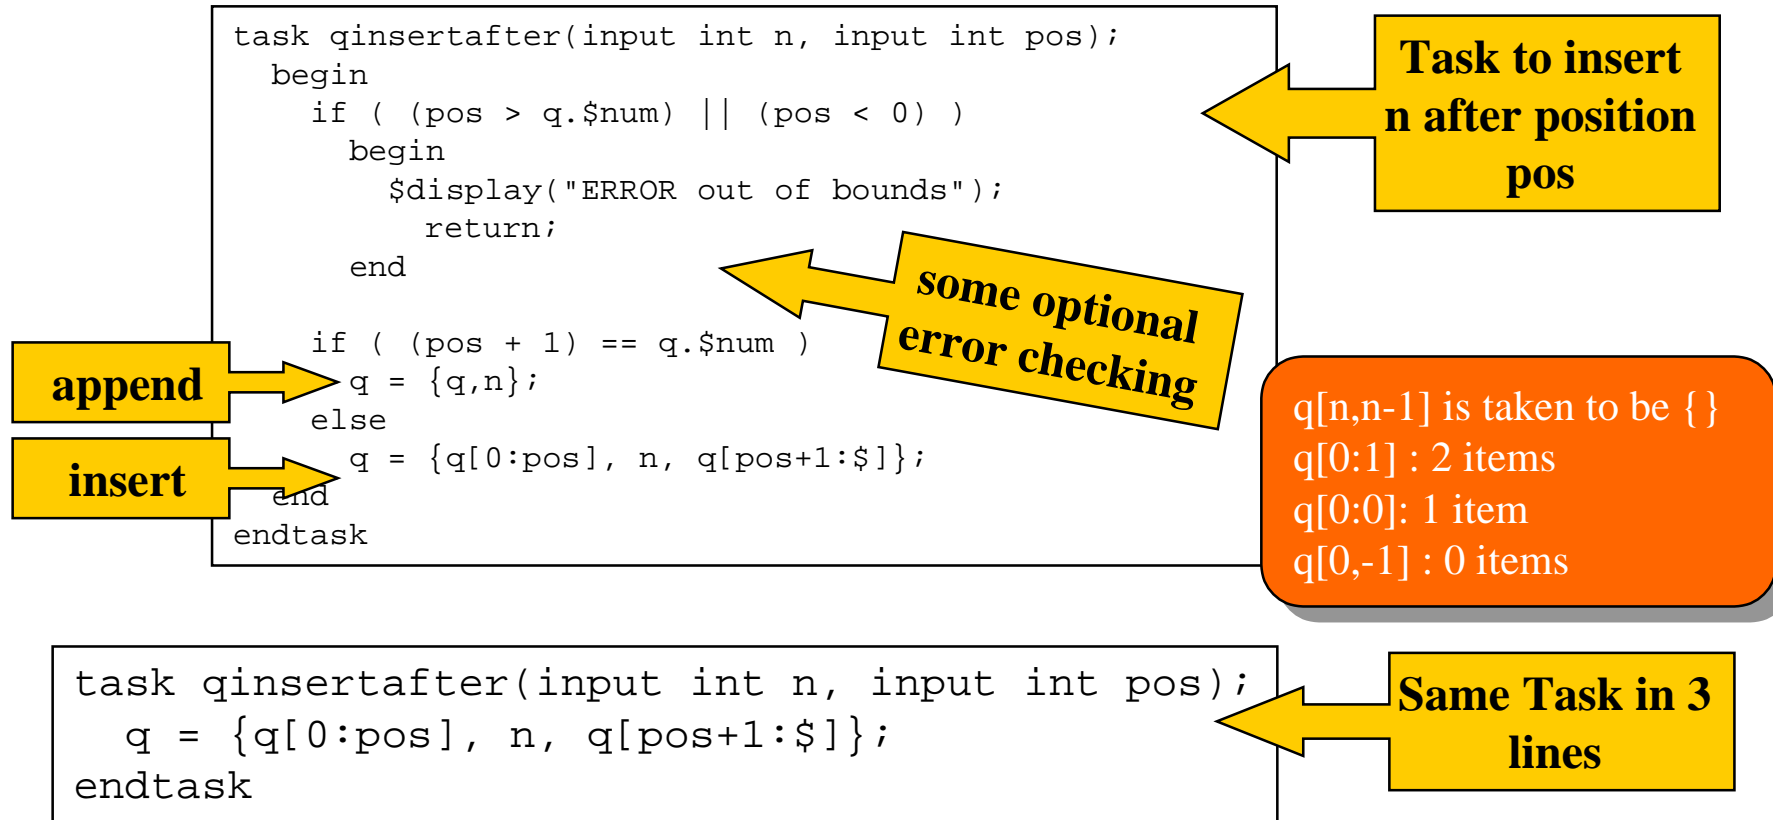 task qinsertafter(input int n, input int pos);
begin
if ( (pos > q.$num) || (pos < 0) )
begin
$display("ERROR out of bounds");
return;
end
if ( (pos + 1) == q.$num )
q = {q,n};
else
q = {q[0:pos], n, q[pos+1:$]};
end
endtask
Task to insert
n after position
pos
some optional
error checking
append
insert
q[n,n-1] is taken to be {}
q[0:1] : 2 items
q[0:0]: 1 item
q[0,-1] : 0 items
task qinsertafter(input int n, input int pos);
q = {q[0:pos], n, q[pos+1:$]};
endtask
Same Task in 3
lines